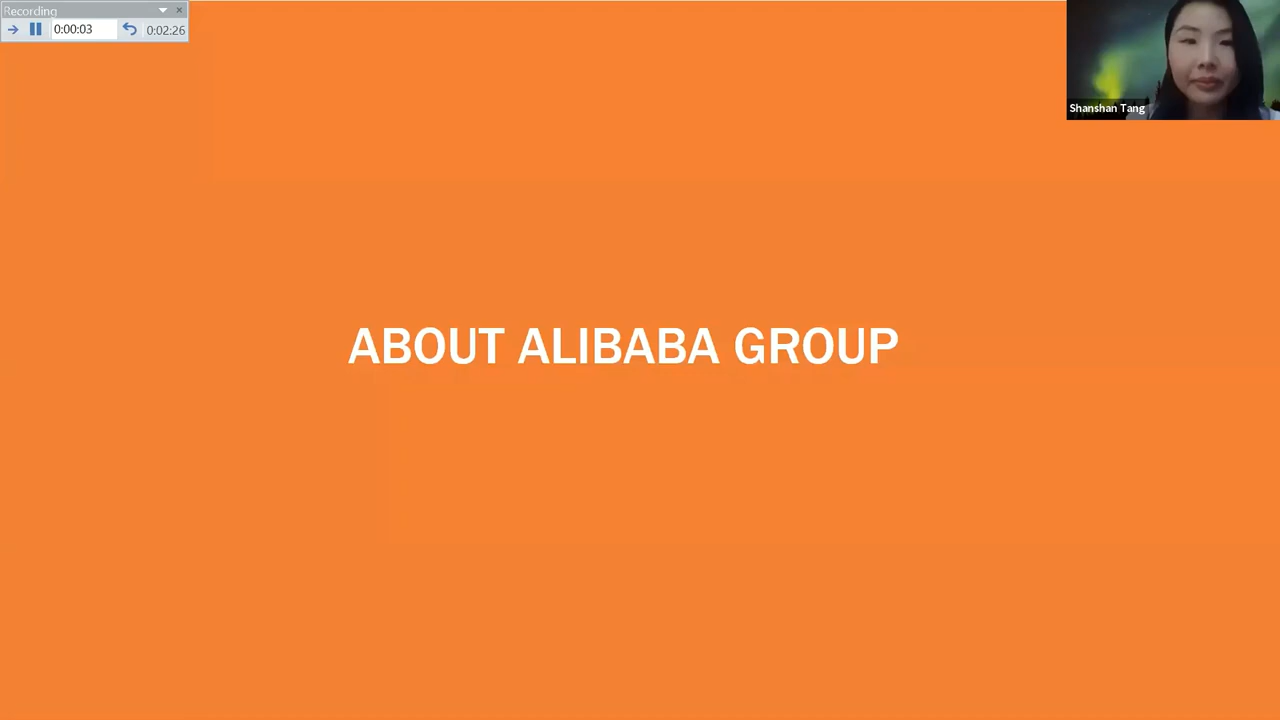 Recording
0:00:03
0:02:26
Shanshan Tang
ABOUT ALIBABA GROUP